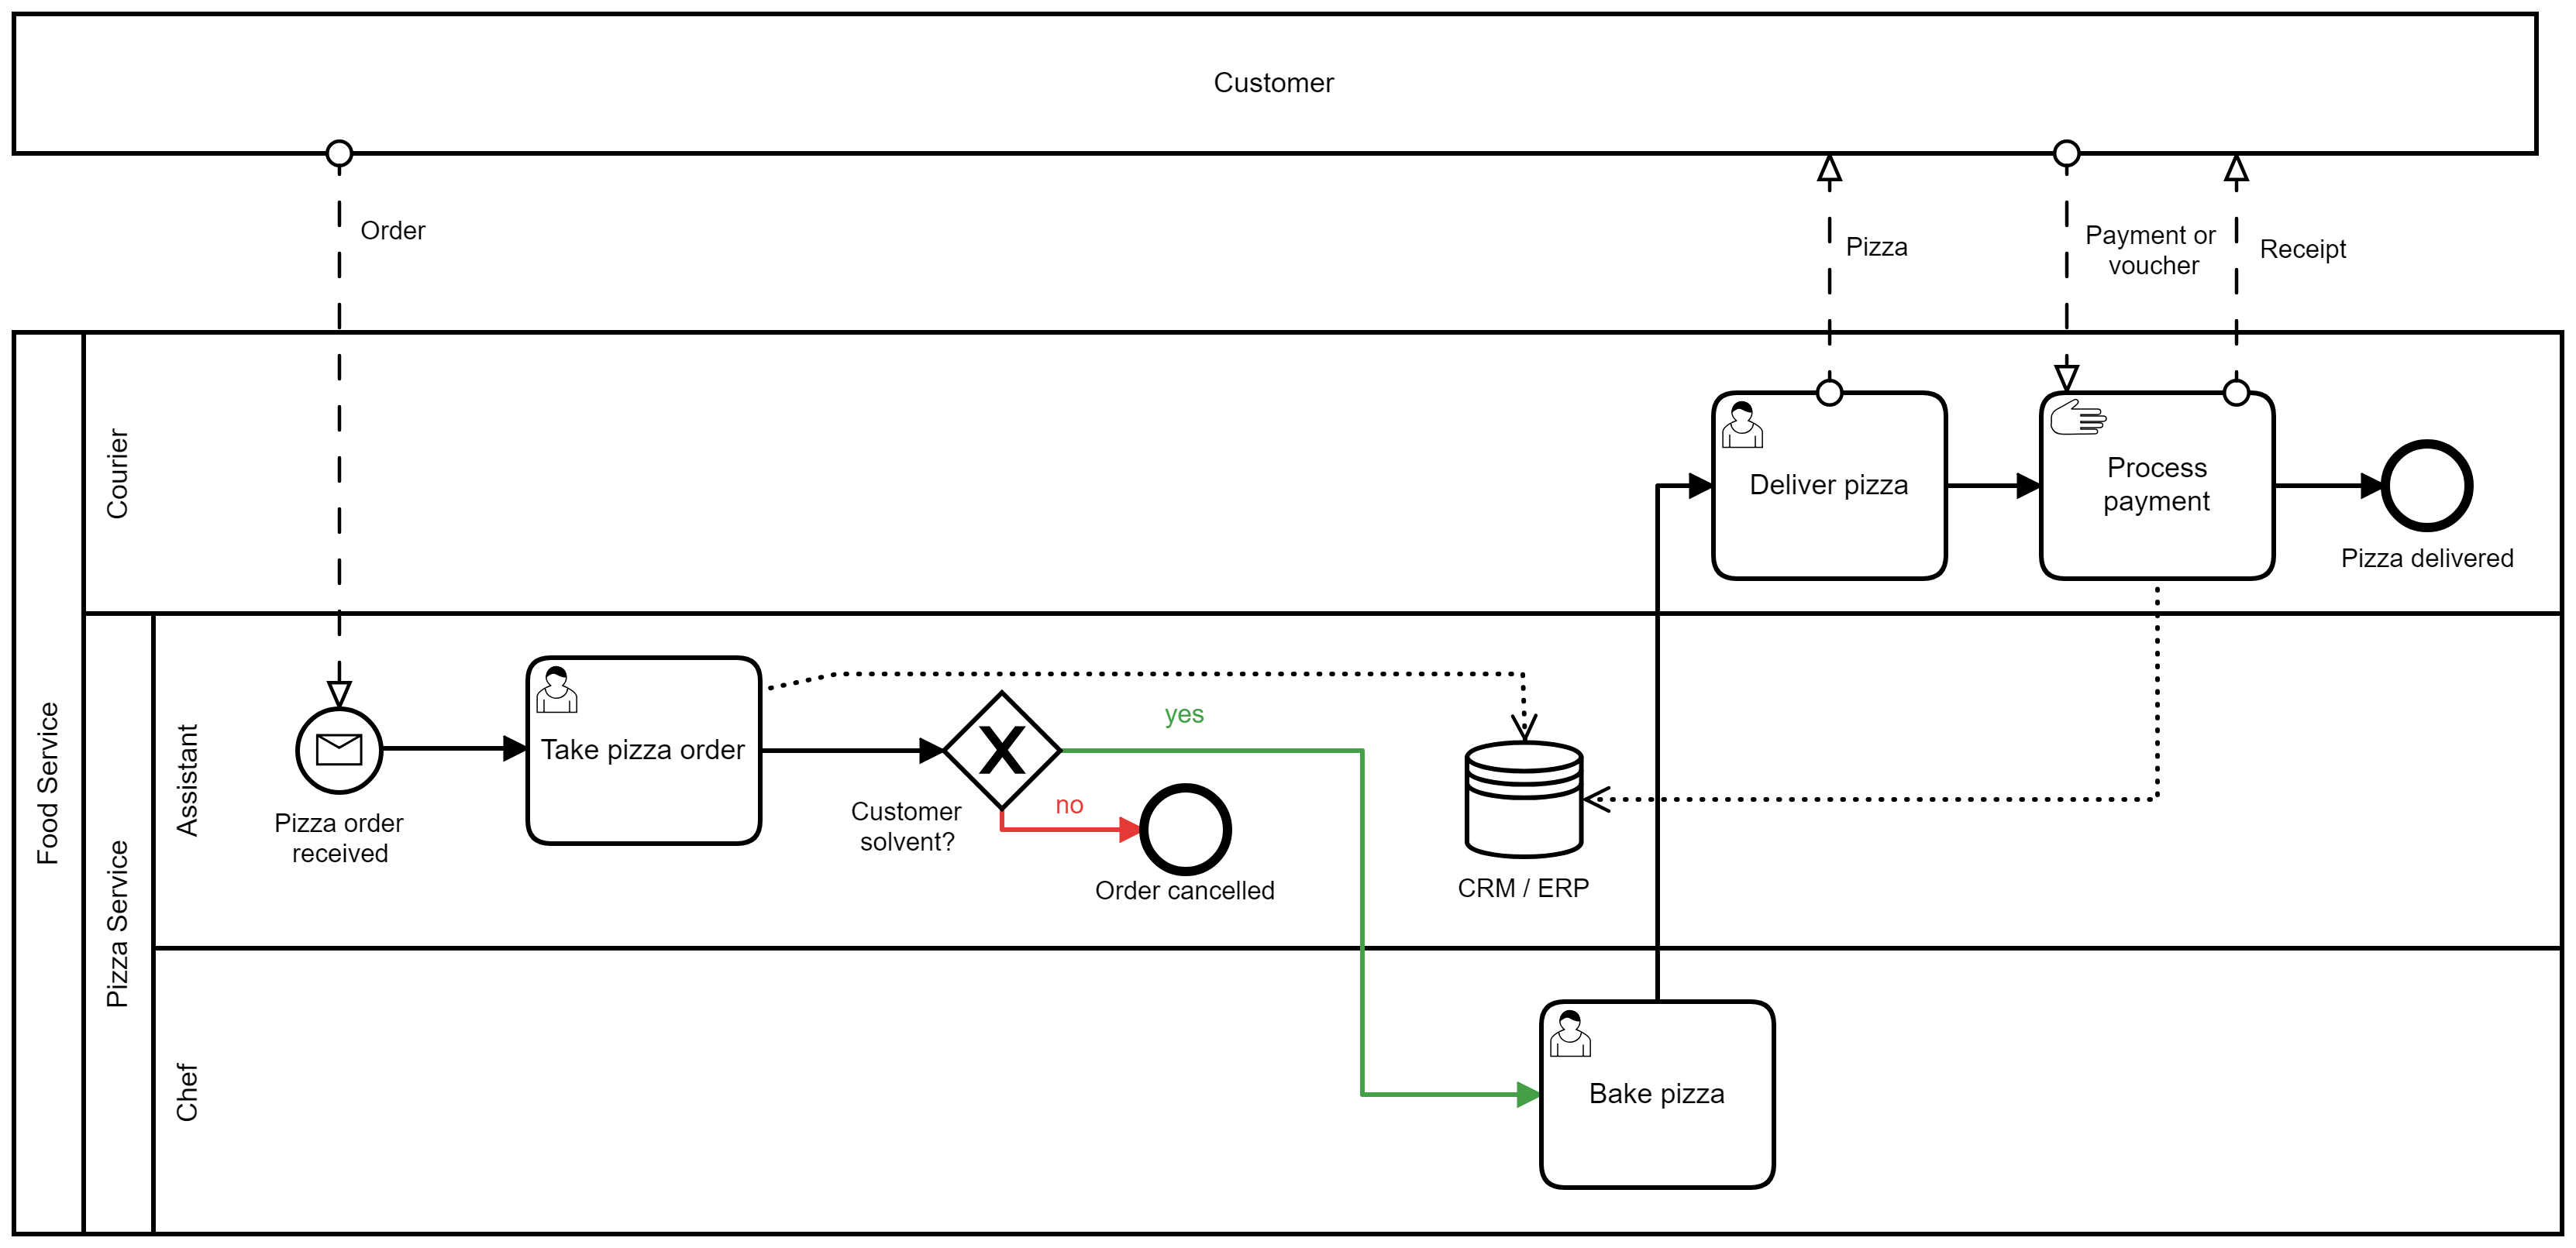 Customer
Order
Pizza
Payment or
voucher
Receipt
Food Service
Courier
Deliver pizza
Process
payment
Pizza delivered
Pizza Service
Assistant
Pizza order
received
Take pizza order
Customer
solvent?
yes
no
Order cancelled
CRM / ERP
Chef
Bake pizza